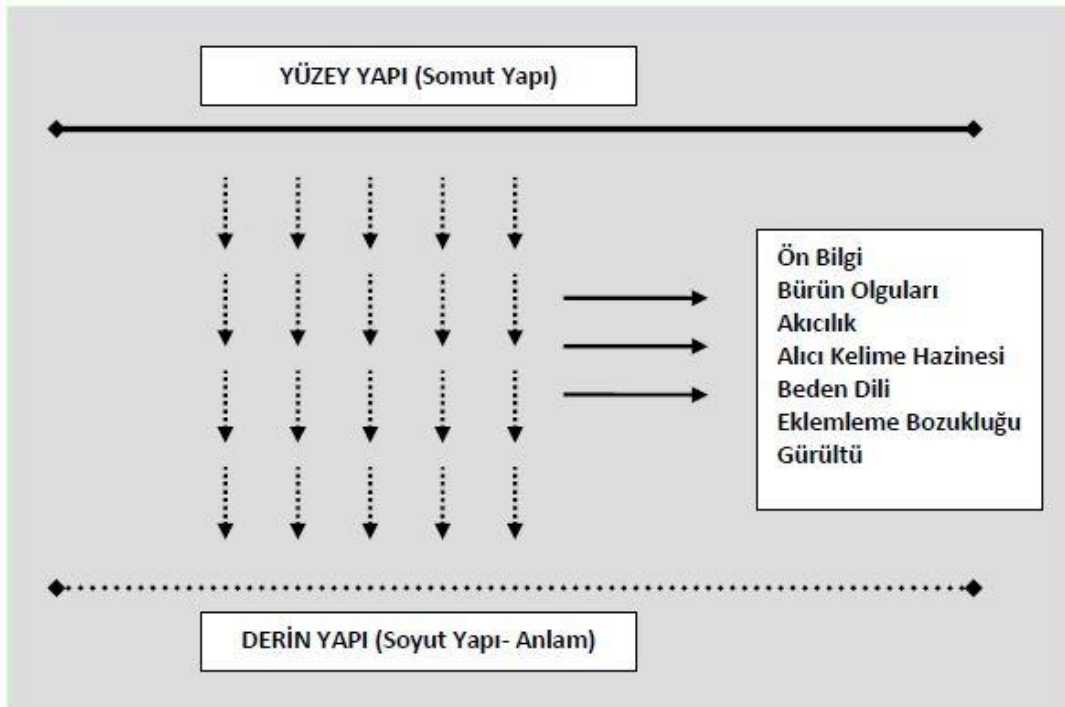 YÜZEY YAPI (Somut Yapı)
Ön Bilgi
Bürün Olguları
Akıcılık
Alıcı Kelime Hazinesi
Beden Dili
Eklemleme Bozukluğu
Gürültü
DERİN YAPI (Soyut Yapı- Anlam)